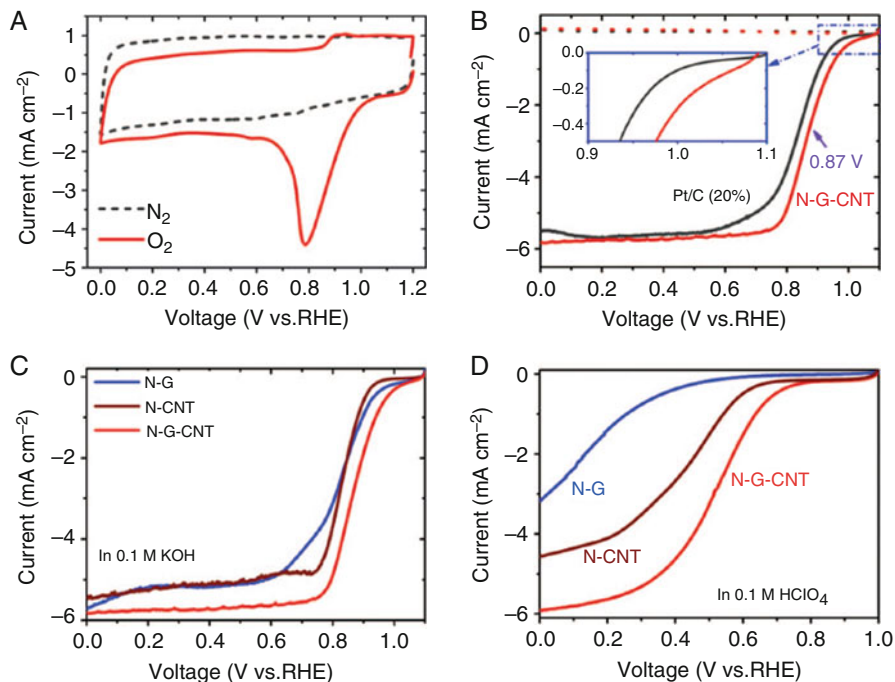 A
Current (mA cm⁻²)
1
0
−1
−2
−3
−4
−5
N₂
O₂
0.0 0.2 0.4 0.6 0.8 1.0 1.2
Voltage (V vs.RHE)
B
Current (mA cm⁻²)
0
−2
−4
−6
0.0
−0.2
−0.4
0.9 1.0 1.1
0.87 V
Pt/C (20%)
N-G-CNT
0.0 0.2 0.4 0.6 0.8 1.0
Voltage (V vs.RHE)
C
Current (mA cm⁻²)
0
−2
−4
−6
N-G
N-CNT
N-G-CNT
In 0.1 M KOH
0.0 0.2 0.4 0.6 0.8 1.0
Voltage (V vs.RHE)
D
Current (mA cm⁻²)
0
−1
−2
−3
−4
−5
−6
N-G
N-G-CNT
N-CNT
In 0.1 M HClO₄
0.0 0.2 0.4 0.6 0.8 1.0
Voltage (V vs.RHE)